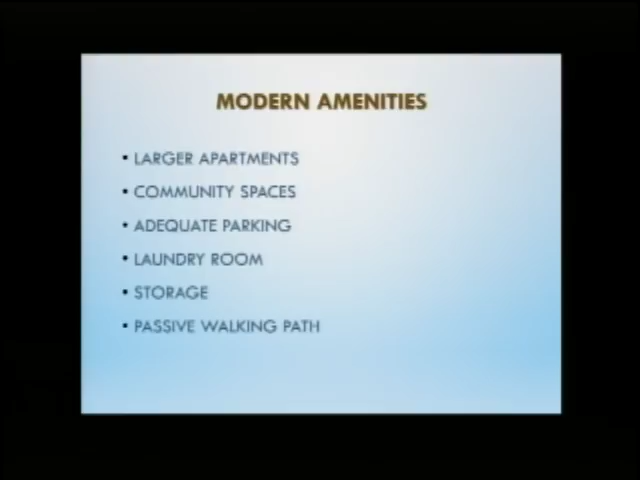 MODERN AMENITIES
• LARGER APARTMENTS
• COMMUNITY SPACES
• ADEQUATE PARKING
• LAUNDRY ROOM
• STORAGE
• PASSIVE WALKING PATH